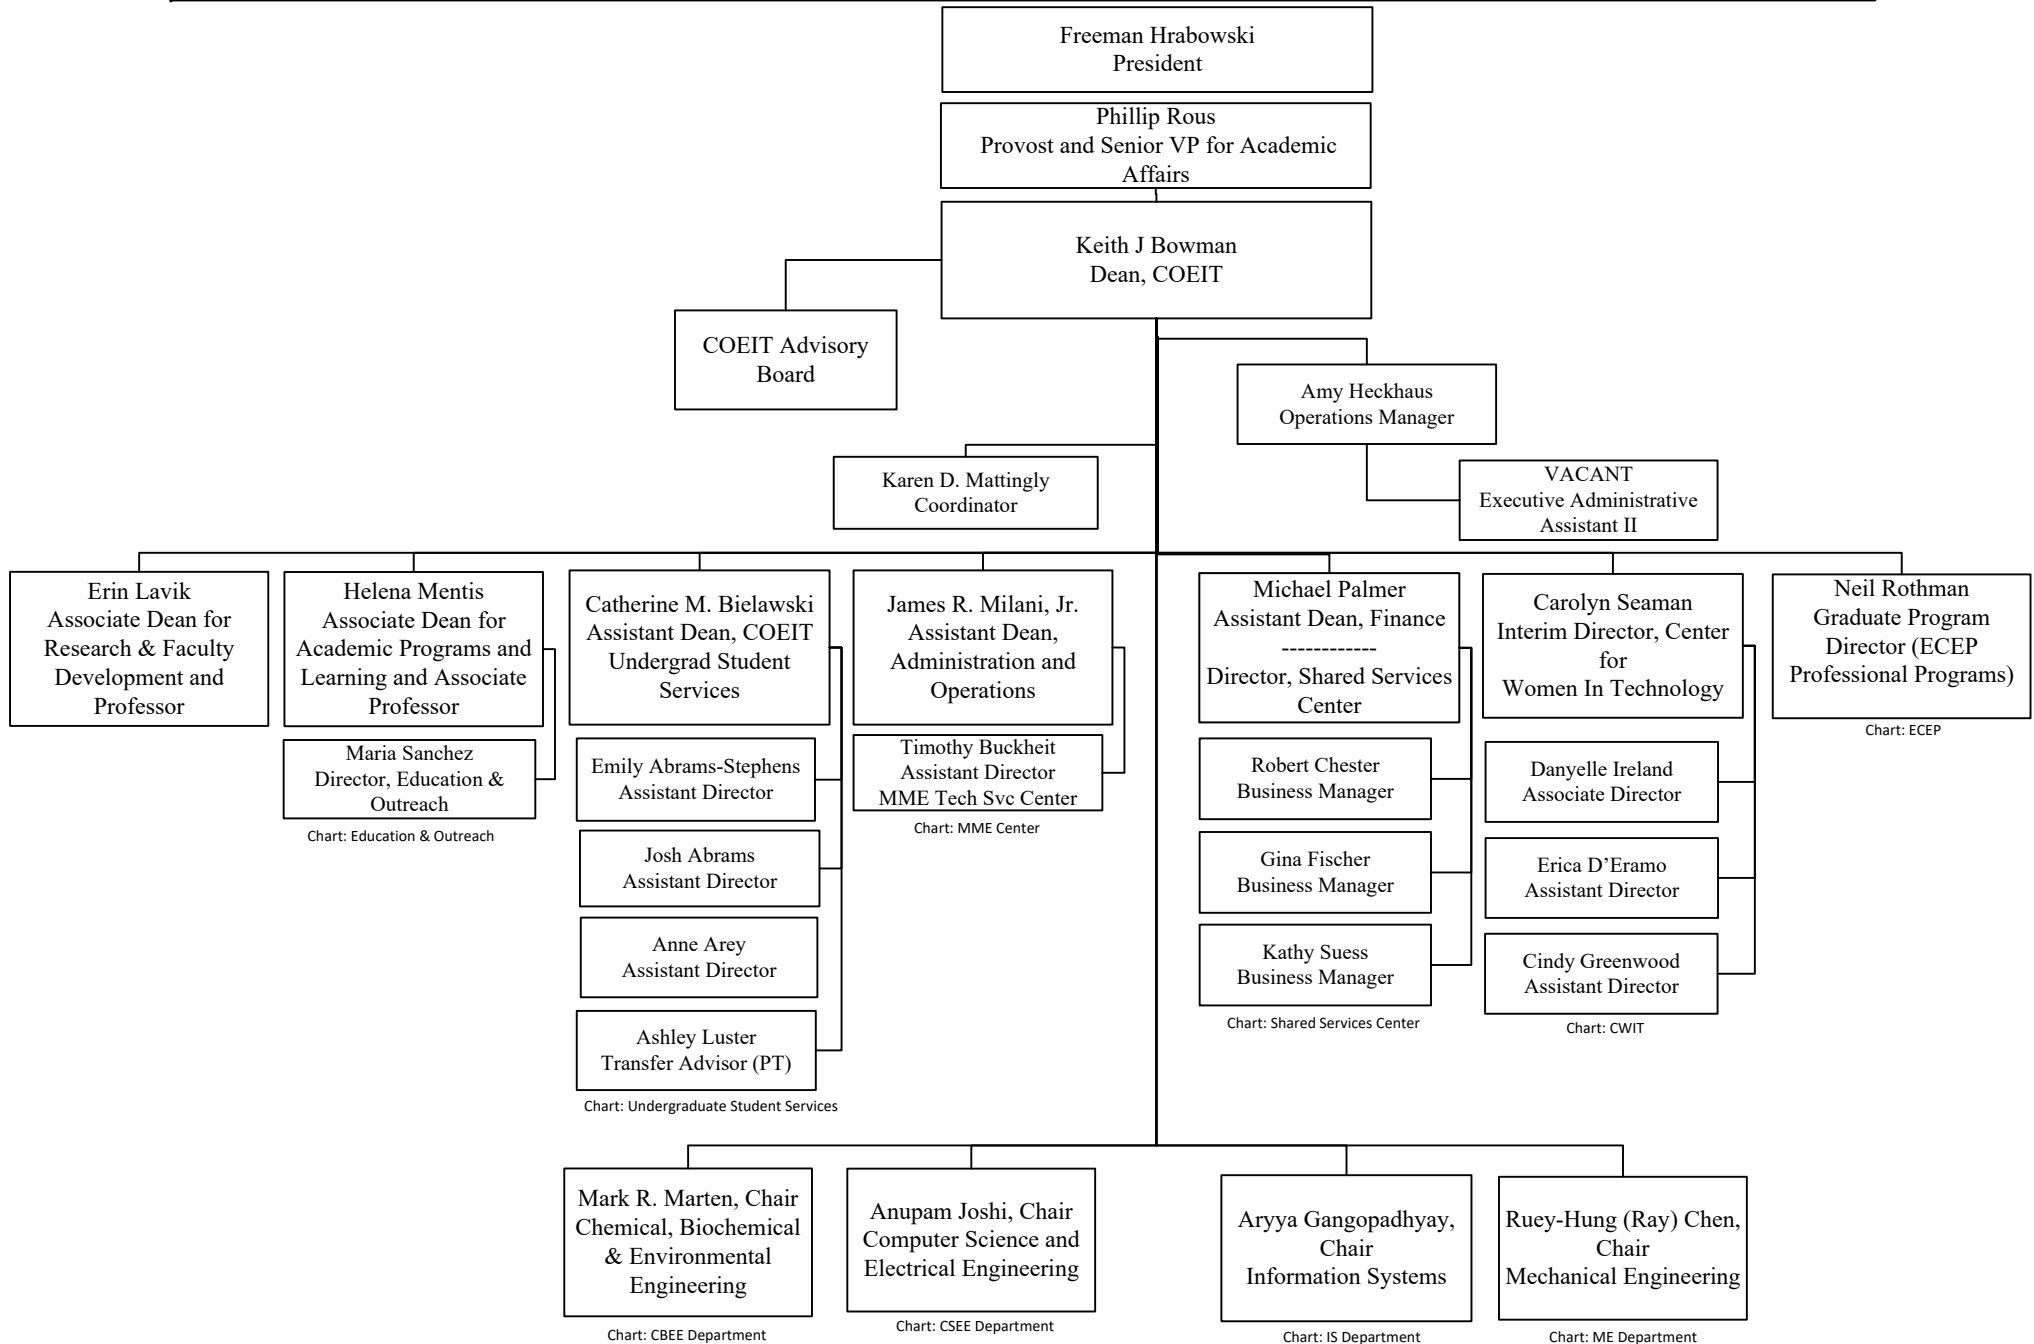 Freeman Hrabowski
President
Phillip Rous
Provost and Senior VP for Academic
Affairs
Keith J Bowman
Dean, COEIT
COEIT Advisory
Board
Amy Heckhaus
Operations Manager
Karen D. Mattingly
Coordinator
VACANT
Executive Administrative
Assistant II
Erin Lavik
Associate Dean for
Research & Faculty
Development and
Professor
Helena Mentis
Associate Dean for
Academic Programs and
Learning and Associate
Professor
Maria Sanchez
Director, Education &
Outreach
Chart: Education & Outreach
Catherine M. Bielawski
Assistant Dean, COEIT
Undergrad Student
Services
Emily Abrams-Stephens
Assistant Director
Josh Abrams
Assistant Director
Anne Arey
Assistant Director
Ashley Luster
Transfer Advisor (PT)
Chart: Undergraduate Student Services
James R. Milani, Jr.
Assistant Dean,
Administration and
Operations
Timothy Buckheit
Assistant Director
MME Tech Svc Center
Chart: MME Center
Michael Palmer
Assistant Dean, Finance
------------
Director, Shared Services
Center
Robert Chester
Business Manager
Gina Fischer
Business Manager
Kathy Suess
Business Manager
Chart: Shared Services Center
Carolyn Seaman
Interim Director, Center
for
Women In Technology
Danyelle Ireland
Associate Director
Erica D’Eramo
Assistant Director
Cindy Greenwood
Assistant Director
Chart: CWIT
Neil Rothman
Graduate Program
Director (ECEP
Professional Programs)
Chart: ECEP
Mark R. Marten, Chair
Chemical, Biochemical
& Environmental
Engineering
Chart: CBEE Department
Anupam Joshi, Chair
Computer Science and
Electrical Engineering
Chart: CSEE Department
Aryya Gangopadhyay,
Chair
Information Systems
Chart: IS Department
Ruey-Hung (Ray) Chen,
Chair
Mechanical Engineering
Chart: ME Department